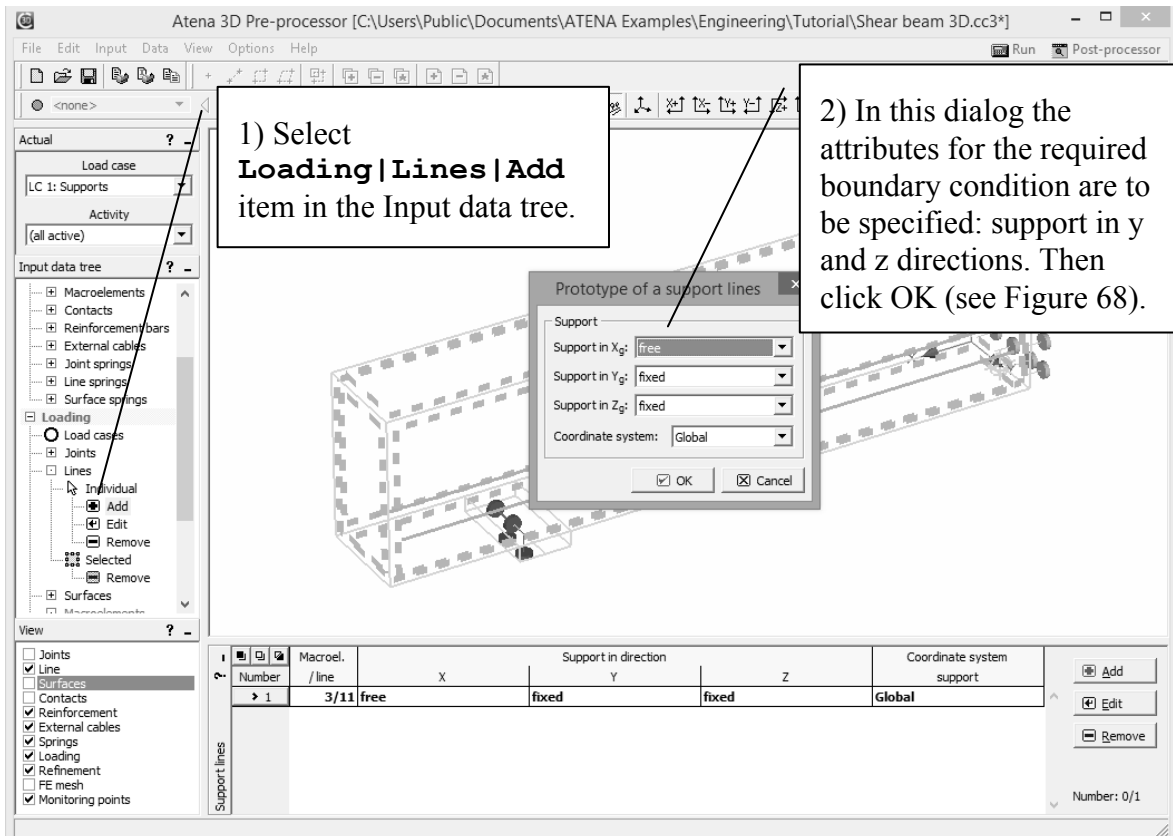 Atena 3D Pre-processor [C:\Users\Public\Documents\ATENA Examples\Engineering\Tutorial\Shear beam 3D.cc3*]
File Edit Input Data View Options Help
Run Post-processor
<none>
1) Select
Loading|Lines|Add
item in the Input data tree.
2) In this dialog the
attributes for the required
boundary condition are to
be specified: support in y
and z directions. Then
click OK (see Figure 68).
Actual ?
Load case
LC 1: Supports
Activity
(all active)
Input data tree ?
Macroelements
Contacts
Reinforcement bars
External cables
Joint springs
Line springs
Surface springs
Loading
Load cases
Joints
Lines
Individual
Add
Edit
Remove
Selected
Remove
Surfaces
Macroelements
Prototype of a support lines
Support
Support in Xg: free
Support in Yg: fixed
Support in Zg: fixed
Coordinate system: Global
OK Cancel
View ?
Joints
Line
Surfaces
Contacts
Reinforcement
External cables
Springs
Loading
Refinement
FE mesh
Monitoring points
Support lines
Macroel. Support in direction Coordinate system
Number / line X Y Z support
1 3/11 free fixed fixed Global
Add
Edit
Remove
Number: 0/1